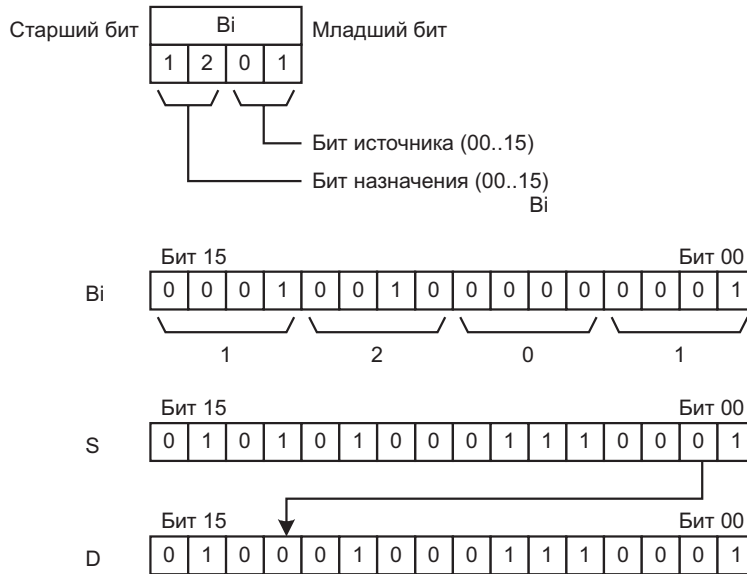 Старший бит Bi Младший бит
1 2 0 1
Бит источника (00..15)
Бит назначения (00..15)
Bi
Бит 15 Бит 00
Bi 0 0 0 1 0 0 1 0 0 0 0 0 0 0 0 1
1 2 0 1
Бит 15 Бит 00
S 0 1 0 1 0 1 0 0 0 1 1 1 0 0 0 1
Бит 15 Бит 00
D 0 1 0 0 0 1 0 0 0 1 1 1 0 0 0 1